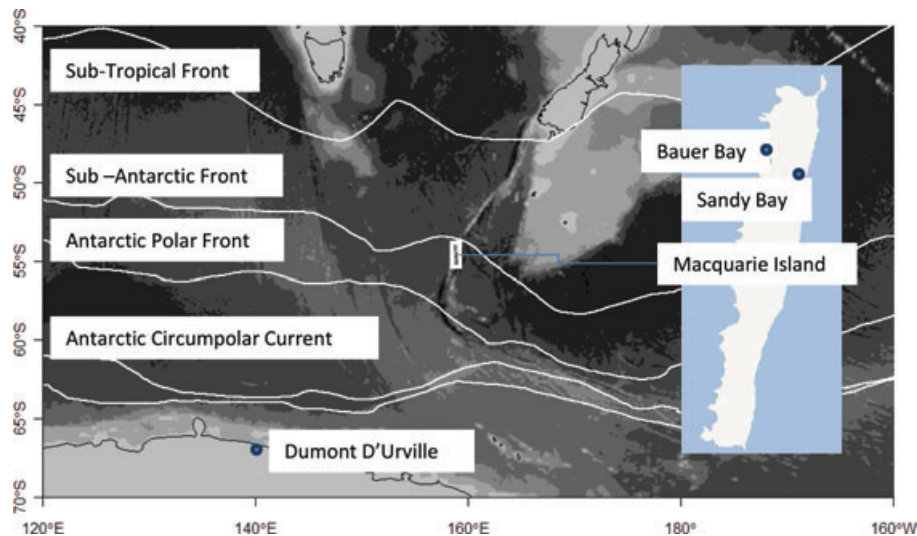 40°S
Sub-Tropical Front
45°S
Bauer Bay
Sub –Antarctic Front
50°S
Sandy Bay
Antarctic Polar Front
55°S
Macquarie Island
60°S
Antarctic Circumpolar Current
65°S
Dumont D’Urville
70°S
120°E
140°E
160°E
180°
160°W